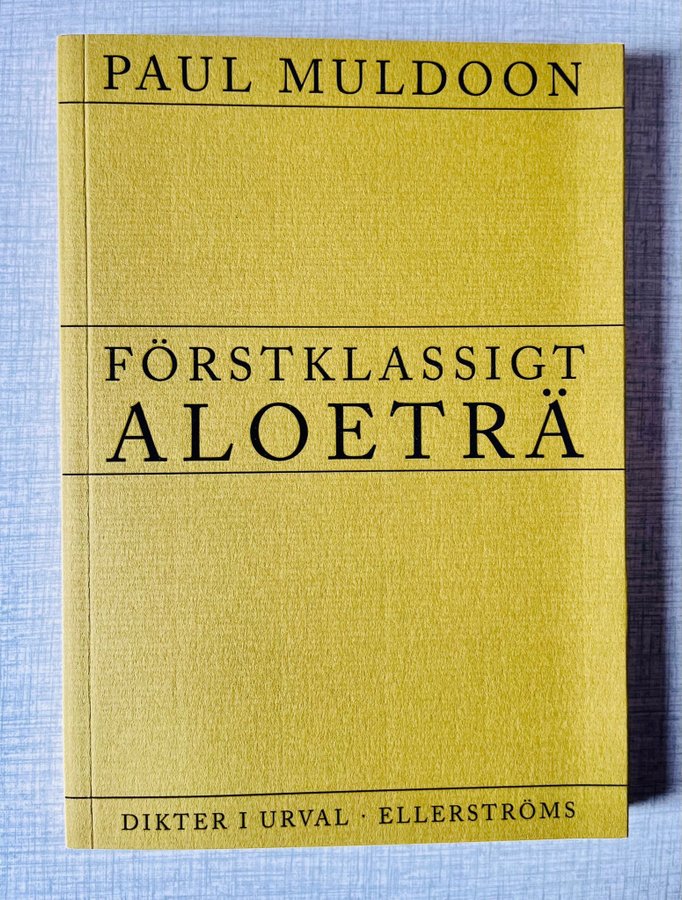 PAUL MULDOON
FÖRSTKLASSIGT
ALOETRÄ
DIKTER I URVAL · ELLERSTRÖMS